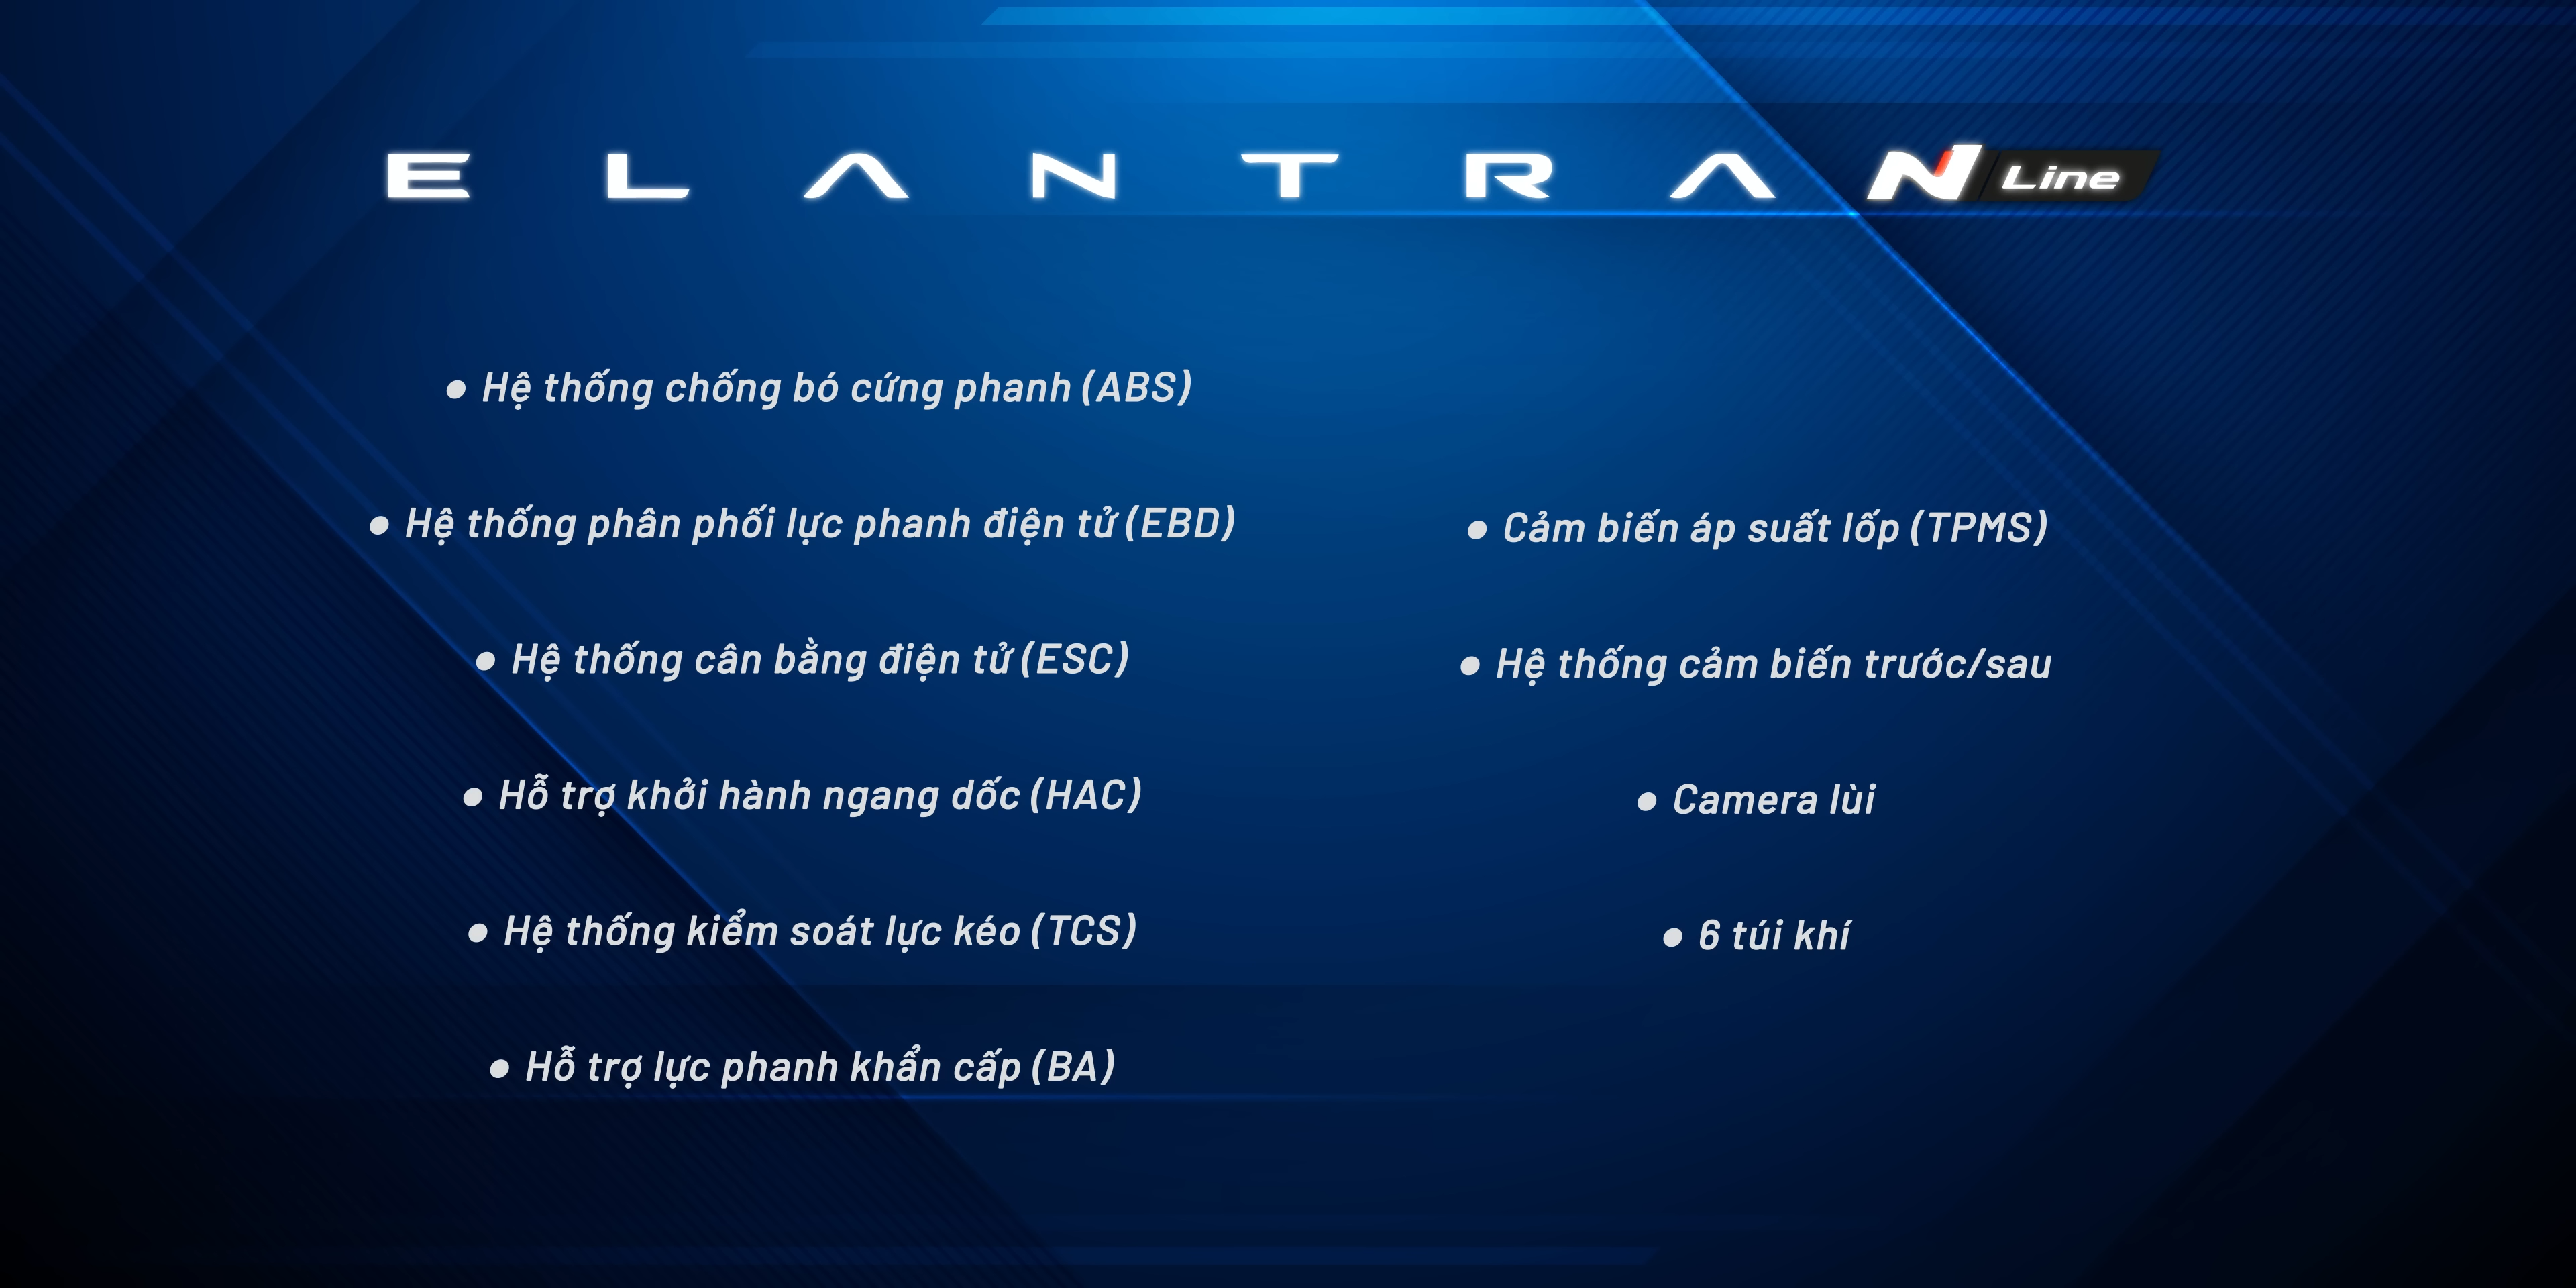 ELANTRA N Line
● Hệ thống chống bó cứng phanh (ABS)
● Hệ thống phân phối lực phanh điện tử (EBD)
● Hệ thống cân bằng điện tử (ESC)
● Hỗ trợ khởi hành ngang dốc (HAC)
● Hệ thống kiểm soát lực kéo (TCS)
● Hỗ trợ lực phanh khẩn cấp (BA)
● Cảm biến áp suất lốp (TPMS)
● Hệ thống cảm biến trước/sau
● Camera lùi
● 6 túi khí